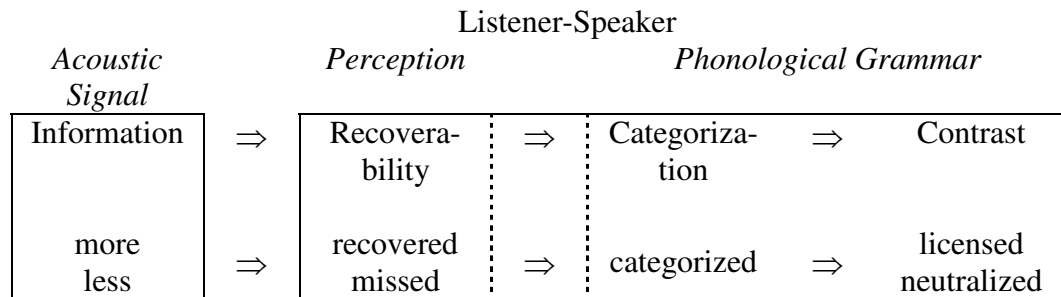 Listener-Speaker
Acoustic Perception Phonological Grammar
Signal
Information ⇒ Recovera- ⇒ Categoriza- ⇒ Contrast
bility tion
more recovered licensed
⇒ ⇒ categorized ⇒
less missed neutralized